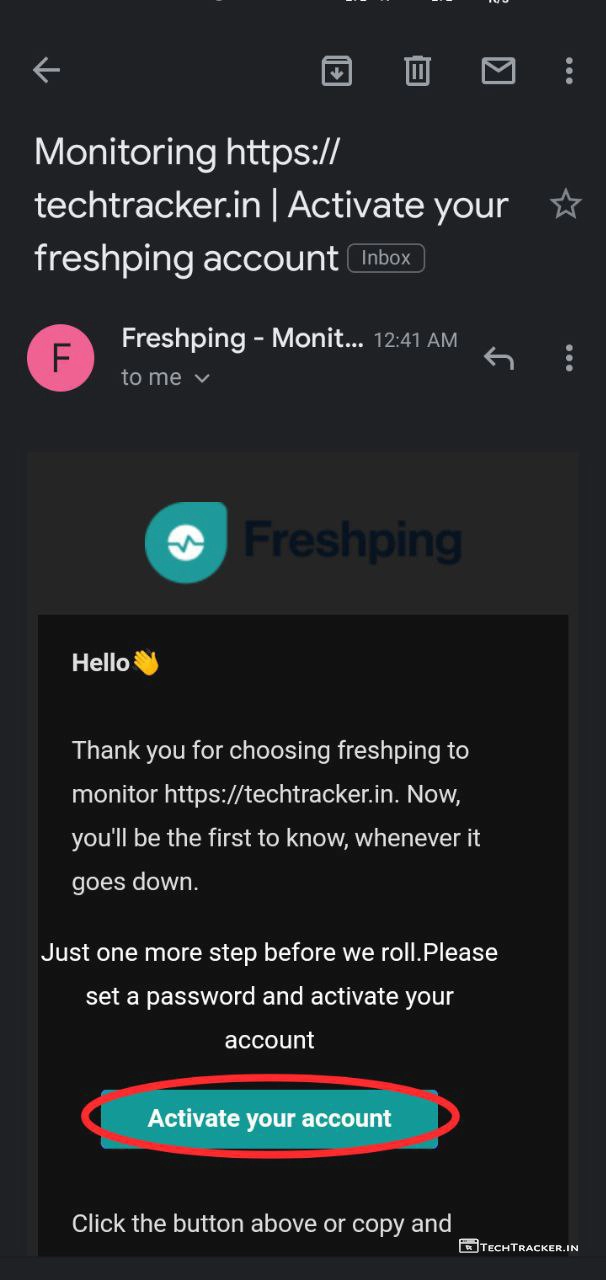 Monitoring https://
techtracker.in | Activate your
freshping account Inbox
F
Freshping - Monit... 12:41 AM
to me
Freshping
Hello👋
Thank you for choosing freshping to
monitor https://techtracker.in. Now,
you'll be the first to know, whenever it
goes down.
Just one more step before we roll.Please
set a password and activate your
account
Activate your account
Click the button above or copy and
TechTracker.in